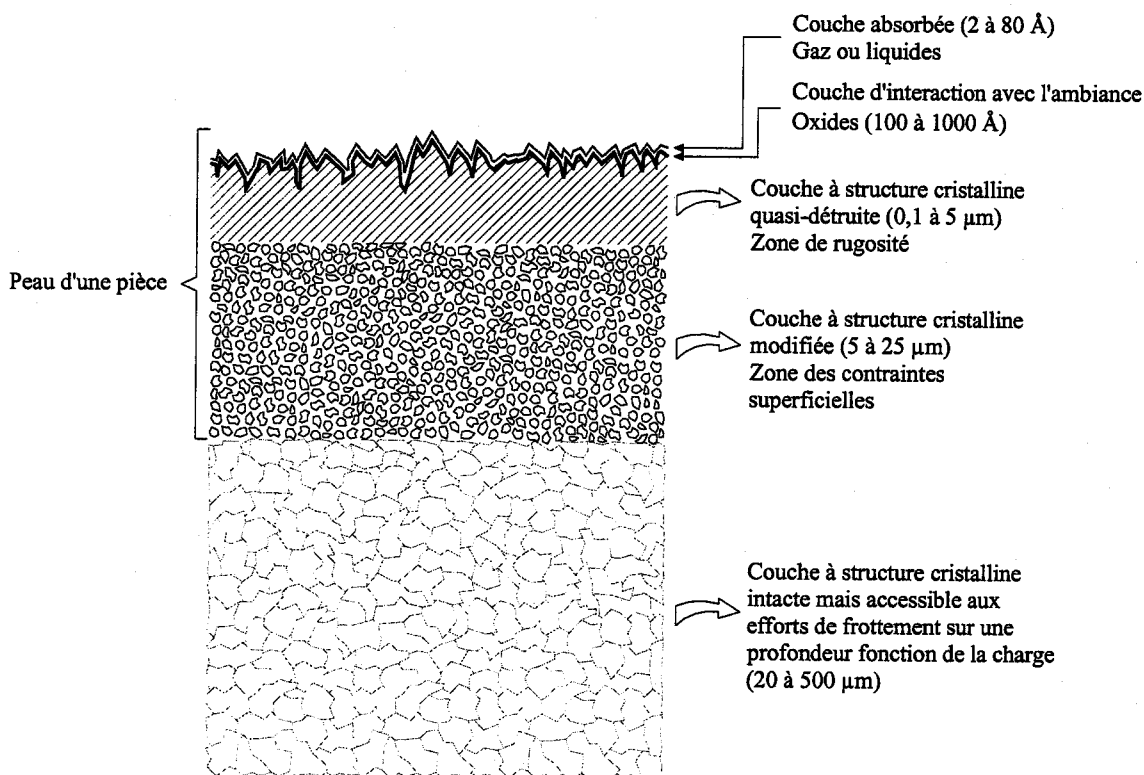 Couche absorbée (2 à 80 Å)
Gaz ou liquides
Couche d'interaction avec l'ambiance
Oxides (100 à 1000 Å)
Couche à structure cristalline
quasi-détruite (0,1 à 5 µm)
Zone de rugosité
Peau d'une pièce
Couche à structure cristalline
modifiée (5 à 25 µm)
Zone des contraintes
superficielles
Couche à structure cristalline
intacte mais accessible aux
efforts de frottement sur une
profondeur fonction de la charge
(20 à 500 µm)